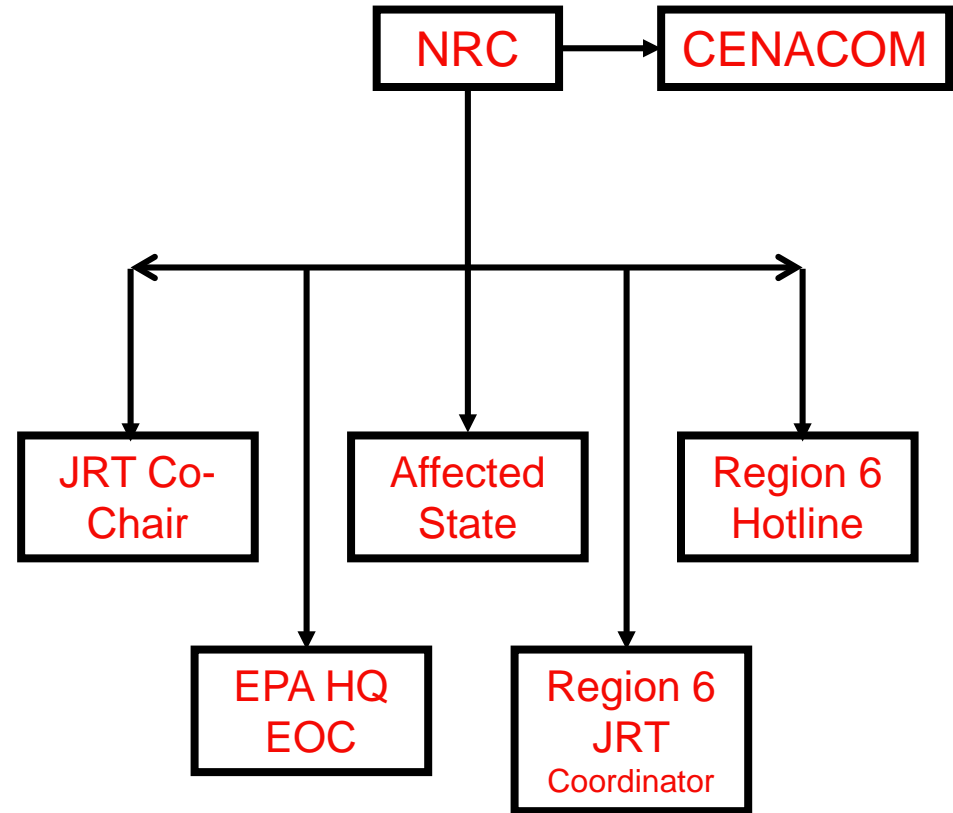 NRC
CENACOM
JRT Co-
Chair
Affected
State
Region 6
Hotline
EPA HQ
EOC
Region 6
JRT
Coordinator